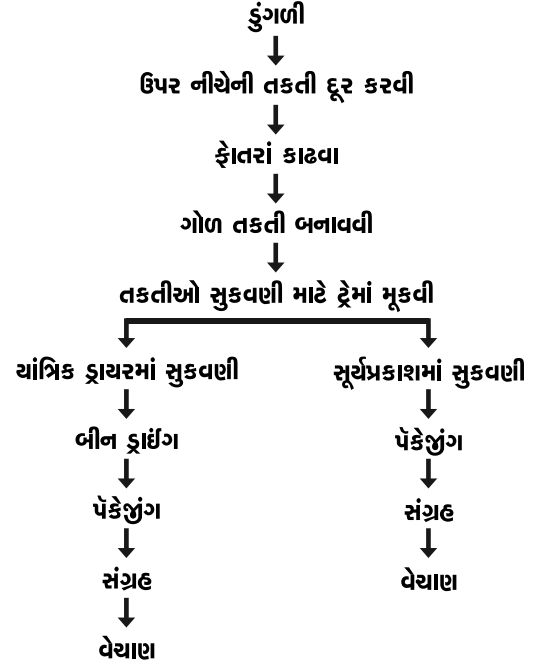 ડુંગળી
ઉપર નીચેની તકતી દૂર કરવી
ફોતરાં કાઢવા
ગોળ તકતી બનાવવી
તકતીઓ સુકવણી માટે ટ્રેમાં મૂકવી
યાંત્રિક ડ્રાયરમાં સુકવણી
સૂર્યપ્રકાશમાં સુકવણી
બીન ડ્રાઈંગ
પૅકેજીંગ
પૅકેજીંગ
સંગ્રહ
સંગ્રહ
વેચાણ
વેચાણ